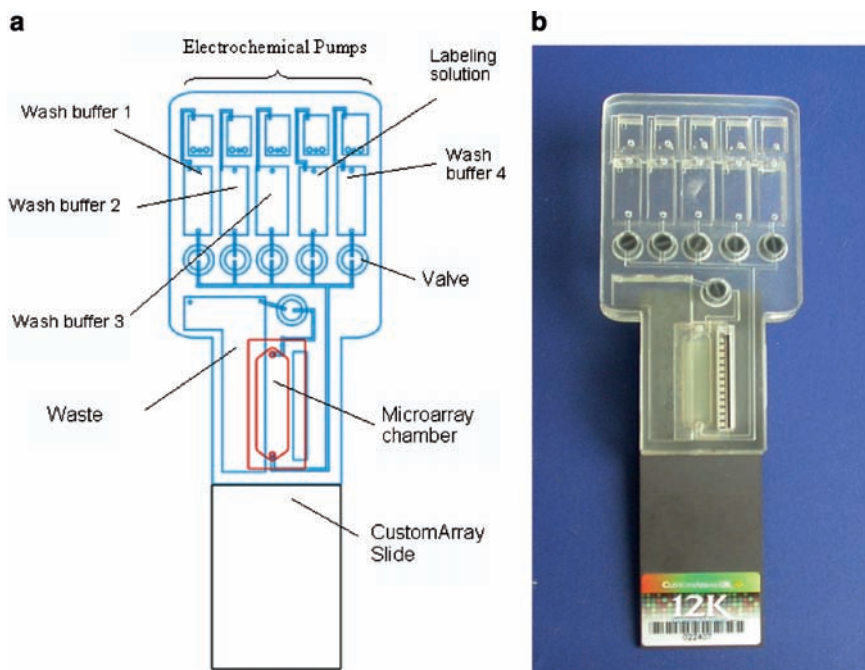 a
Electrochemical Pumps
Labeling
solution
Wash buffer 1
Wash
buffer 4
Wash buffer 2
Valve
Wash buffer 3
Waste
Microarray
chamber
CustomArray
Slide
b
12K
022407